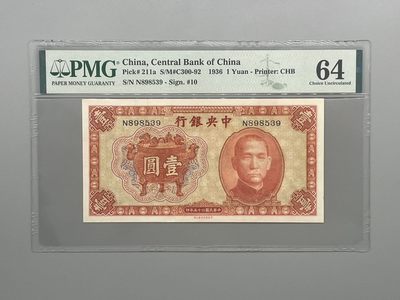 PMG
PAPER MONEY GUARANTY
China, Central Bank of China
Pick# 211a S/M#C300-92 1936 1 Yuan - Printer: CHB
S/N N898539 - Sign. #10
64
Choice Uncirculated
N898539 N898539
行銀央中
圓壹